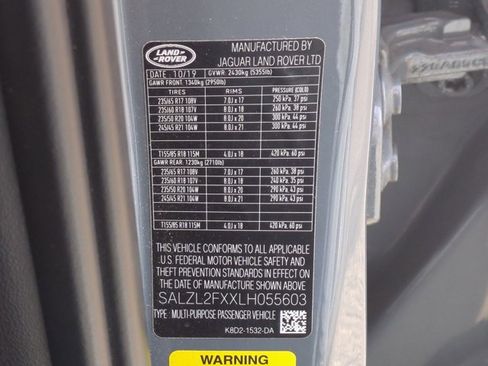 LAND ROVER
MANUFACTURED BY
JAGUAR LAND ROVER LTD
DATE: 10/19 GVWR: 2430kg (5355lb)
GAWR FRONT: 1340kg (2950lb)
TIRES RIMS PRESSURE (COLD)
235/65 R17 108V 7.0J x 17 250 kPa, 37 psi
235/60 R18 107V 8.0J x 18 260 kPa, 38 psi
235/50 R20 104W 8.0J x 20 300 kPa, 44 psi
245/45 R21 104W 8.0J x 21 300 kPa, 44 psi
T155/85 R18 115M 4.0J x 18 420 kPa, 60 psi
GAWR REAR: 1230kg (2710lb)
235/65 R17 108V 7.0J x 17 260 kPa, 38 psi
235/60 R18 107V 8.0J x 18 240 kPa, 35 psi
235/50 R20 104W 8.0J x 20 290 kPa, 43 psi
245/45 R21 104W 8.0J x 21 290 kPa, 43 psi
T155/85 R18 115M 4.0J x 18 420 kPa, 60 psi
THIS VEHICLE CONFORMS TO ALL APPLICABLE
U.S. FEDERAL MOTOR VEHICLE SAFETY AND
THEFT PREVENTION STANDARDS IN EFFECT ON
THE DATE OF MANUFACTURE SHOWN ABOVE.
SALZL2FXXLH055603
TYPE: MULTI-PURPOSE PASSENGER VEHICLE
K8D2-1532-DA
WARNING